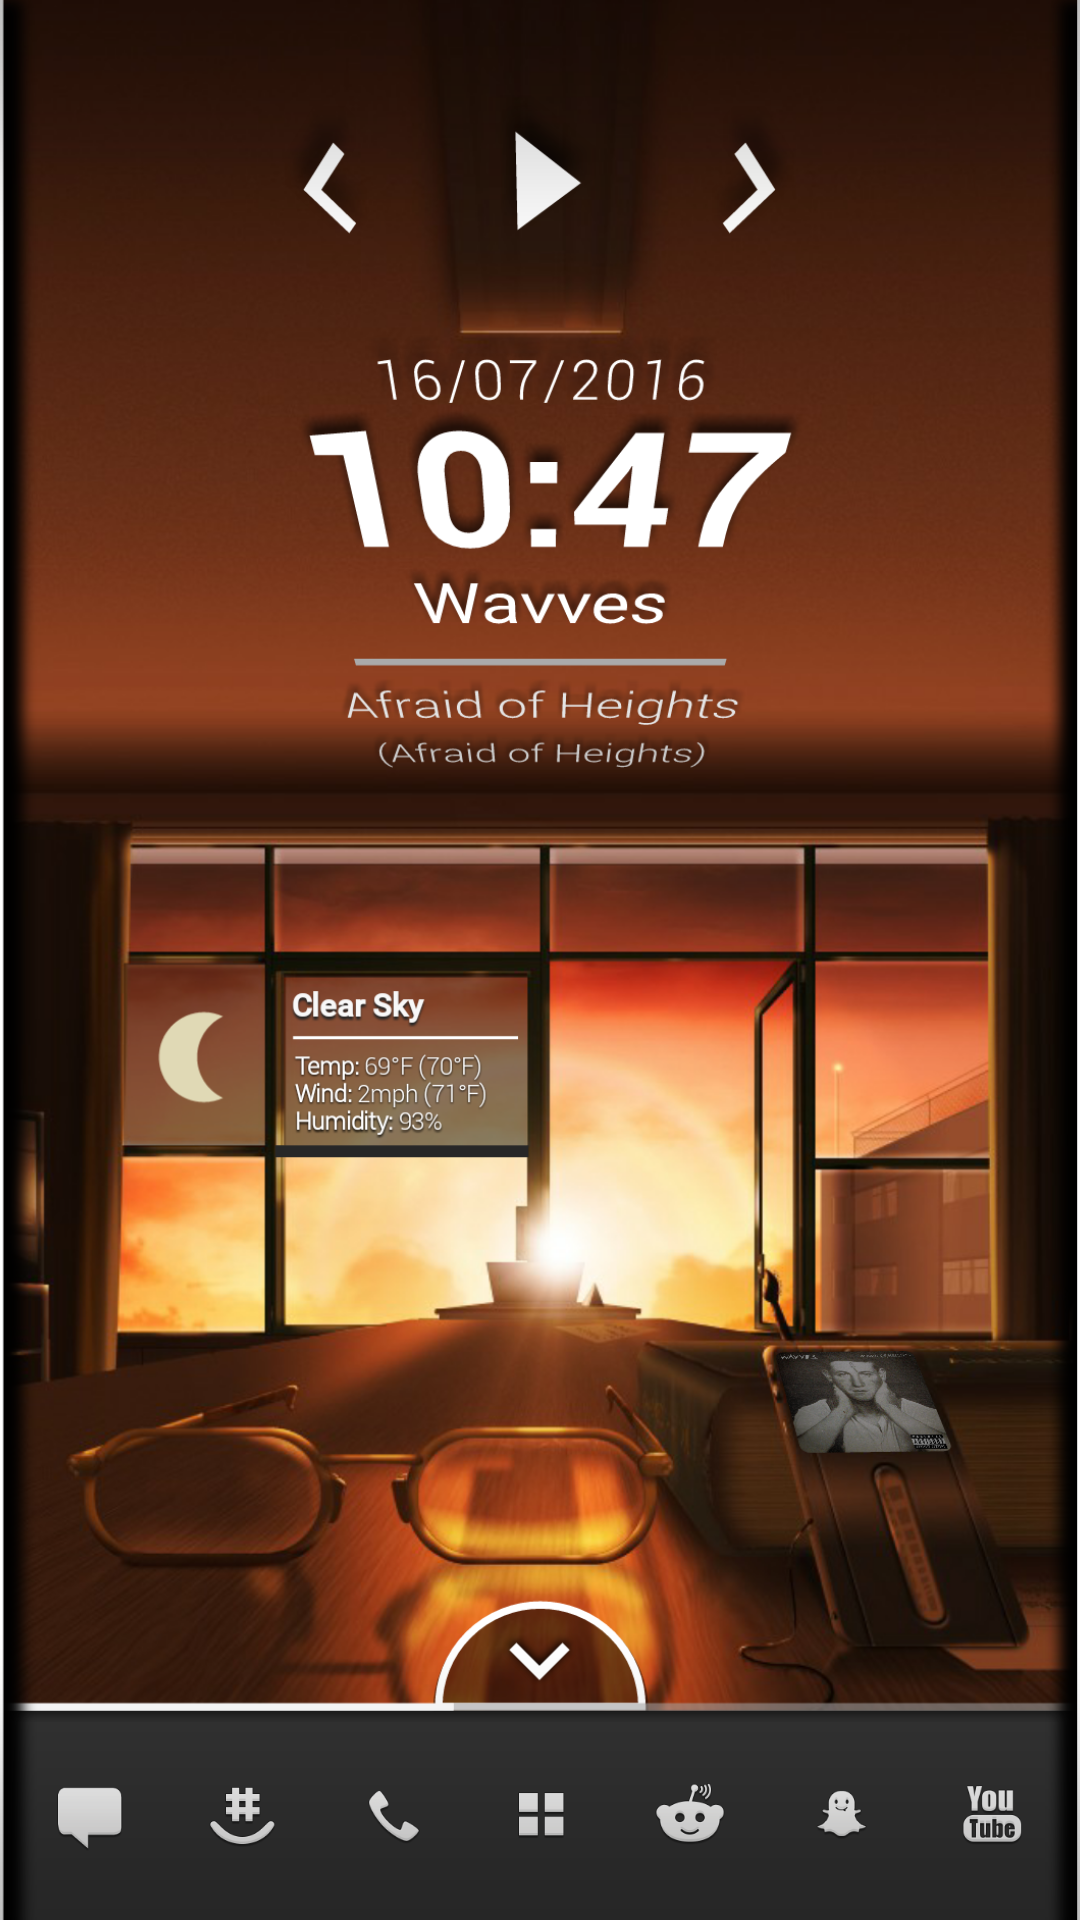 16/07/2016
10:47
Wavves
Afraid of Heights
(Afraid of Heights)
Clear Sky
Temp: 69°F (70°F)
Wind: 2mph (71°F)
Humidity: 93%
WAVVES
#
You
Tube